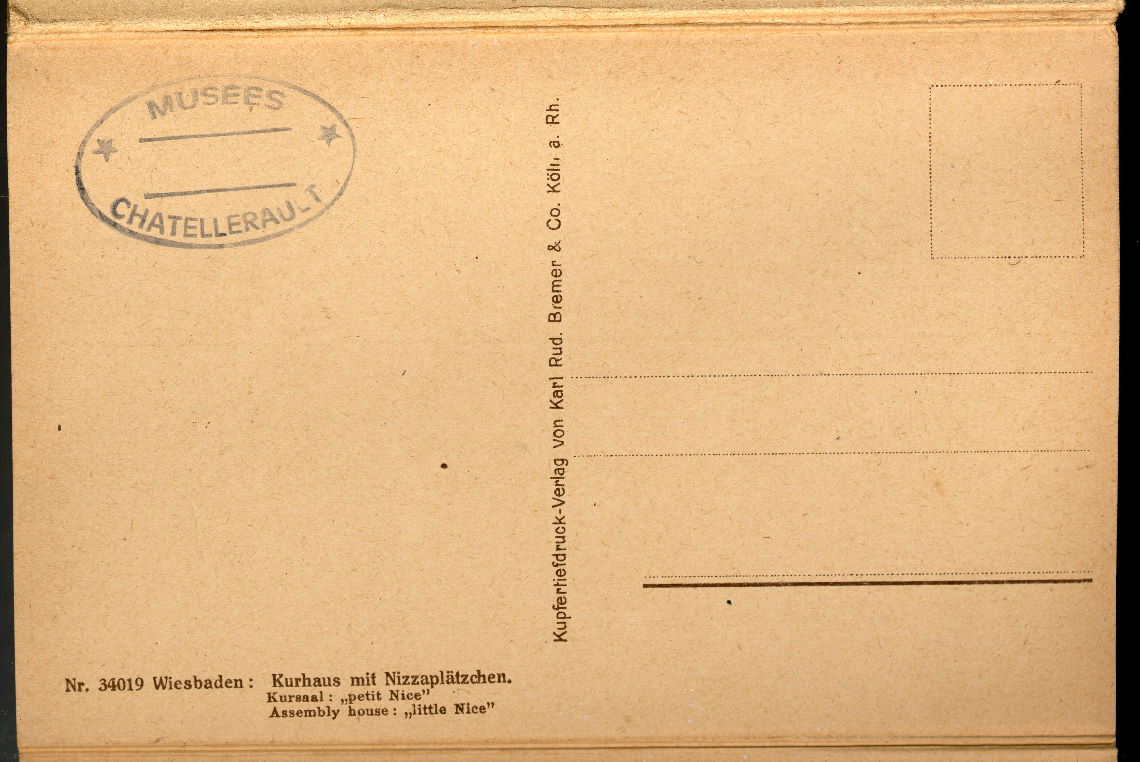 MUSEES
CHATELLERAULT
Kupfertiefdruck-Verlag von Karl Rud. Bremer & Co. Köln a. Rh.
Nr. 34019 Wiesbaden: Kurhaus mit Nizzaplätzchen.
Kursaal: „petit Nice”
Assembly house: „little Nice”